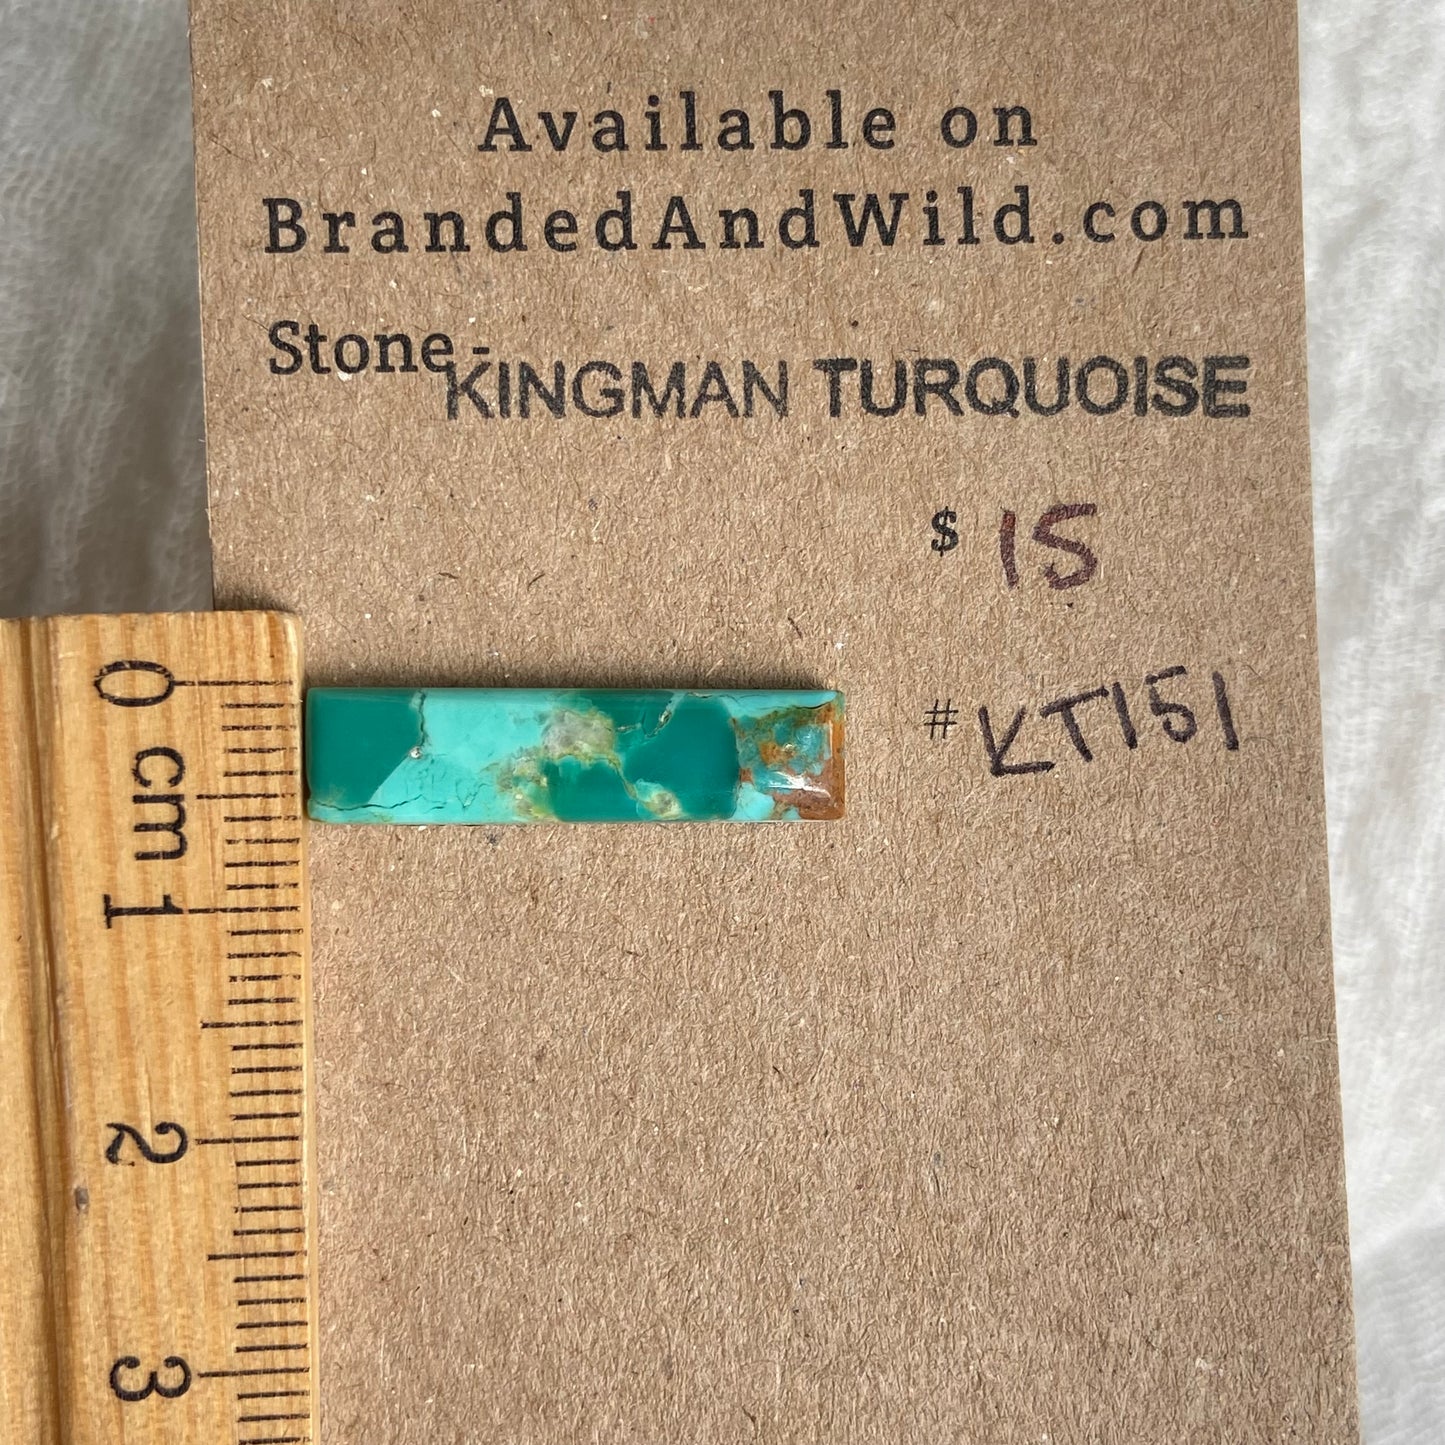 Available on
BrandedAndWild.com
Stone - KINGMAN TURQUOISE
$ 15
# KT151
0 cm 1 2 3